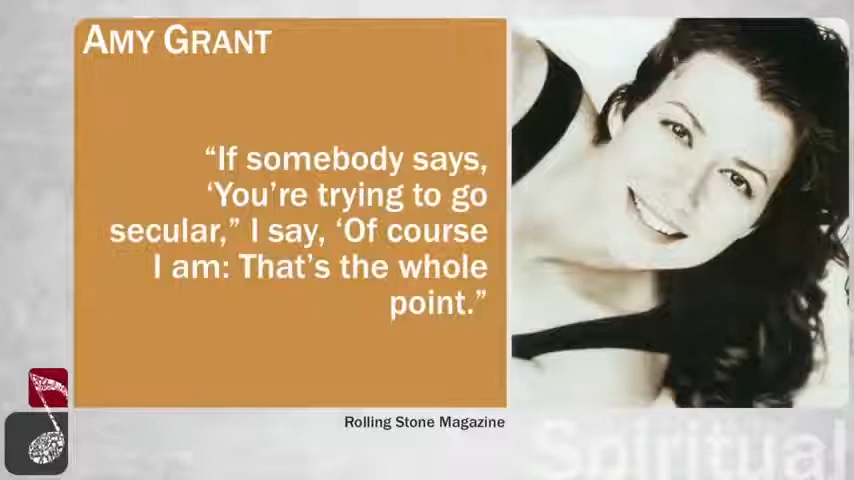 AMY GRANT
“If somebody says,
‘You’re trying to go
secular,” I say, ‘Of course
I am: That’s the whole
point.”
Rolling Stone Magazine
Spiritual